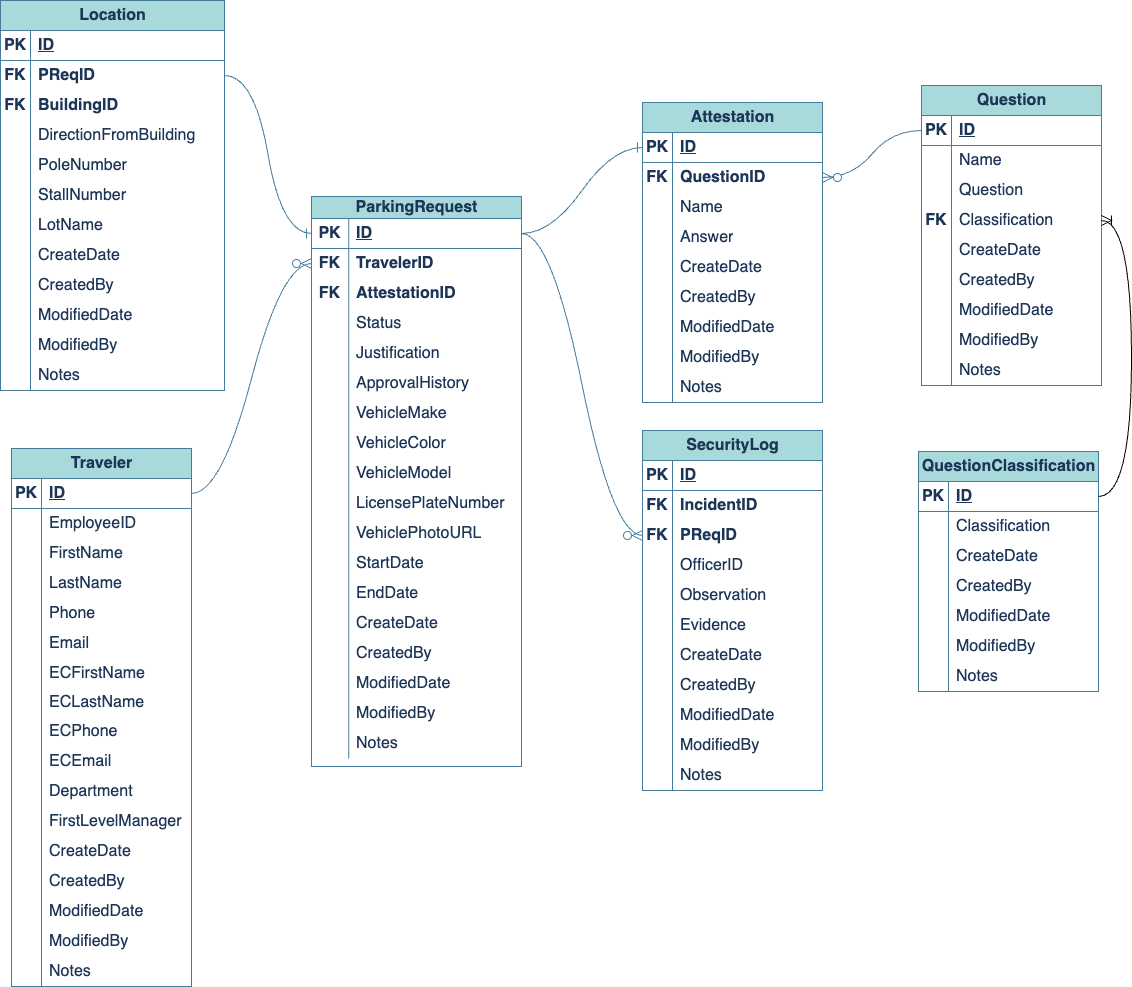 Location
PK ID
FK PReqID
FK BuildingID
DirectionFromBuilding
PoleNumber
StallNumber
LotName
CreateDate
CreatedBy
ModifiedDate
ModifiedBy
Notes
Traveler
PK ID
EmployeeID
FirstName
LastName
Phone
Email
ECFirstName
ECLastName
ECPhone
ECEmail
Department
FirstLevelManager
CreateDate
CreatedBy
ModifiedDate
ModifiedBy
Notes
ParkingRequest
PK ID
FK TravelerID
FK AttestationID
Status
Justification
ApprovalHistory
VehicleMake
VehicleColor
VehicleModel
LicensePlateNumber
VehiclePhotoURL
StartDate
EndDate
CreateDate
CreatedBy
ModifiedDate
ModifiedBy
Notes
Attestation
PK ID
FK QuestionID
Name
Answer
CreateDate
CreatedBy
ModifiedDate
ModifiedBy
Notes
SecurityLog
PK ID
FK IncidentID
FK PReqID
OfficerID
Observation
Evidence
CreateDate
CreatedBy
ModifiedDate
ModifiedBy
Notes
Question
PK ID
Name
Question
FK Classification
CreateDate
CreatedBy
ModifiedDate
ModifiedBy
Notes
QuestionClassification
PK ID
Classification
CreateDate
CreatedBy
ModifiedDate
ModifiedBy
Notes